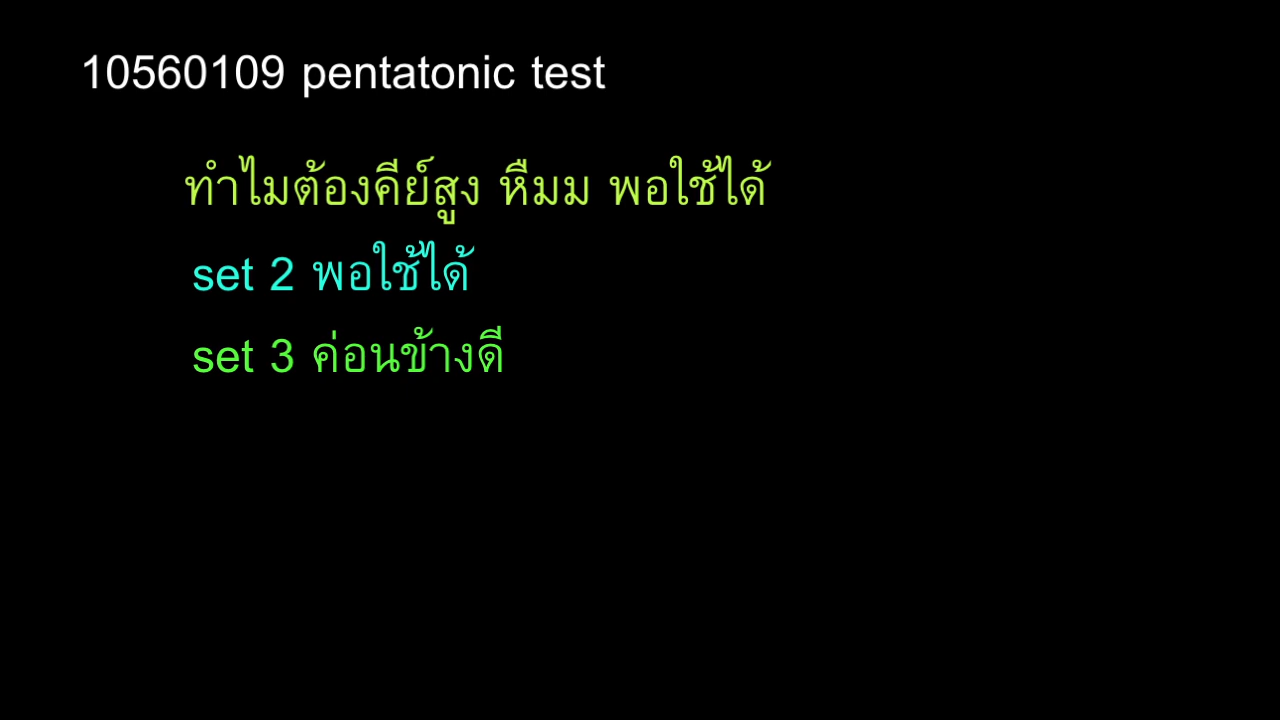 10560109 pentatonic test
ทำไมต้องคีย์สูง หืมม พอใช้ได้
set 2 พอใช้ได้
set 3 ค่อนข้างดี